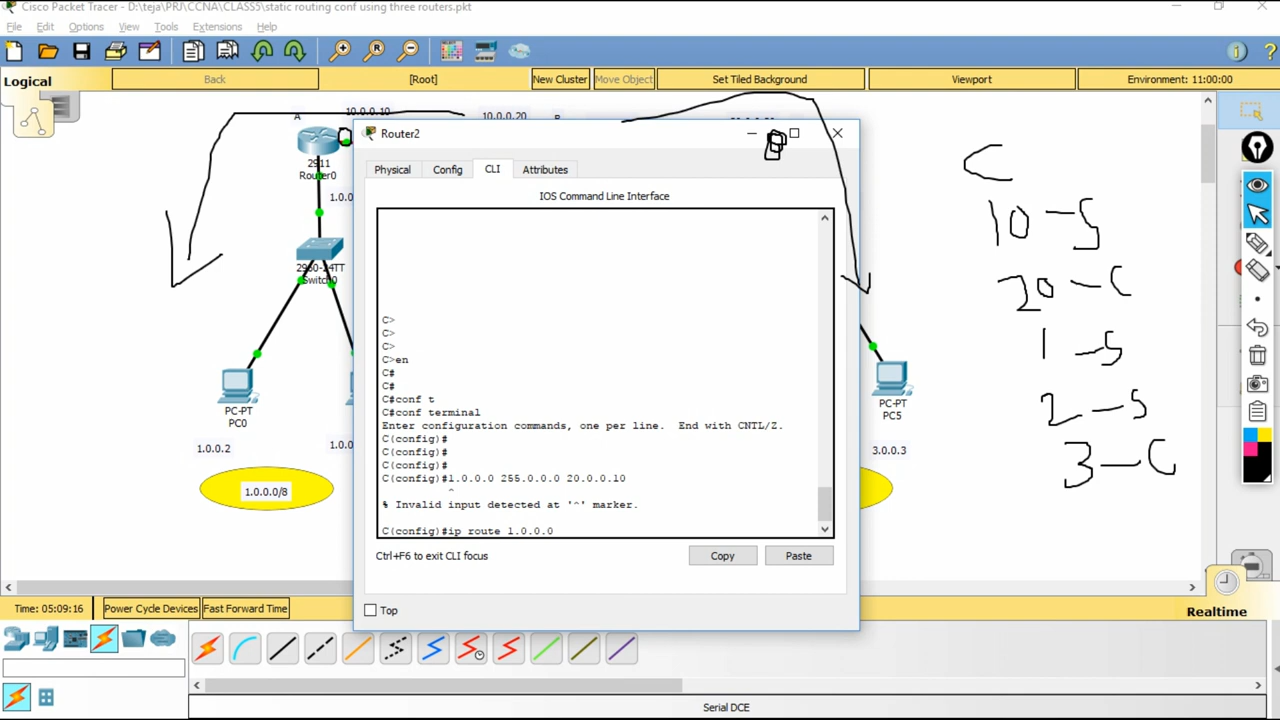 Cisco Packet Tracer - D:\teja\PRJ\CCNA\CLASS5\static routing conf using three routers.pkt
File Edit Options View Tools Extensions Help
Logical Back [Root] New Cluster Move Object Set Tiled Background Viewport Environment: 11:00:00
A 10.0.0.10 20.0.0.20
2911
Router0
1.0.0
2950-24TT
Switch0
PC-PT
PC0
1.0.0.2
1.0.0.0/8
Router2
Physical Config CLI Attributes
IOS Command Line Interface
C>
C>
C>
C>en
C#
C#
C#conf t
C#conf terminal
Enter configuration commands, one per line. End with CNTL/Z.
C(config)#
C(config)#
C(config)#
C(config)#1.0.0.0 255.0.0.0 20.0.0.10
^
% Invalid input detected at '^' marker.
C(config)#ip route 1.0.0.0
Ctrl+F6 to exit CLI focus
Copy Paste
Top
PC-PT
PC5
3.0.0.3
C
10-S
20-C
1-S
2-S
3-C
Time: 05:09:16 Power Cycle Devices Fast Forward Time Realtime
Serial DCE